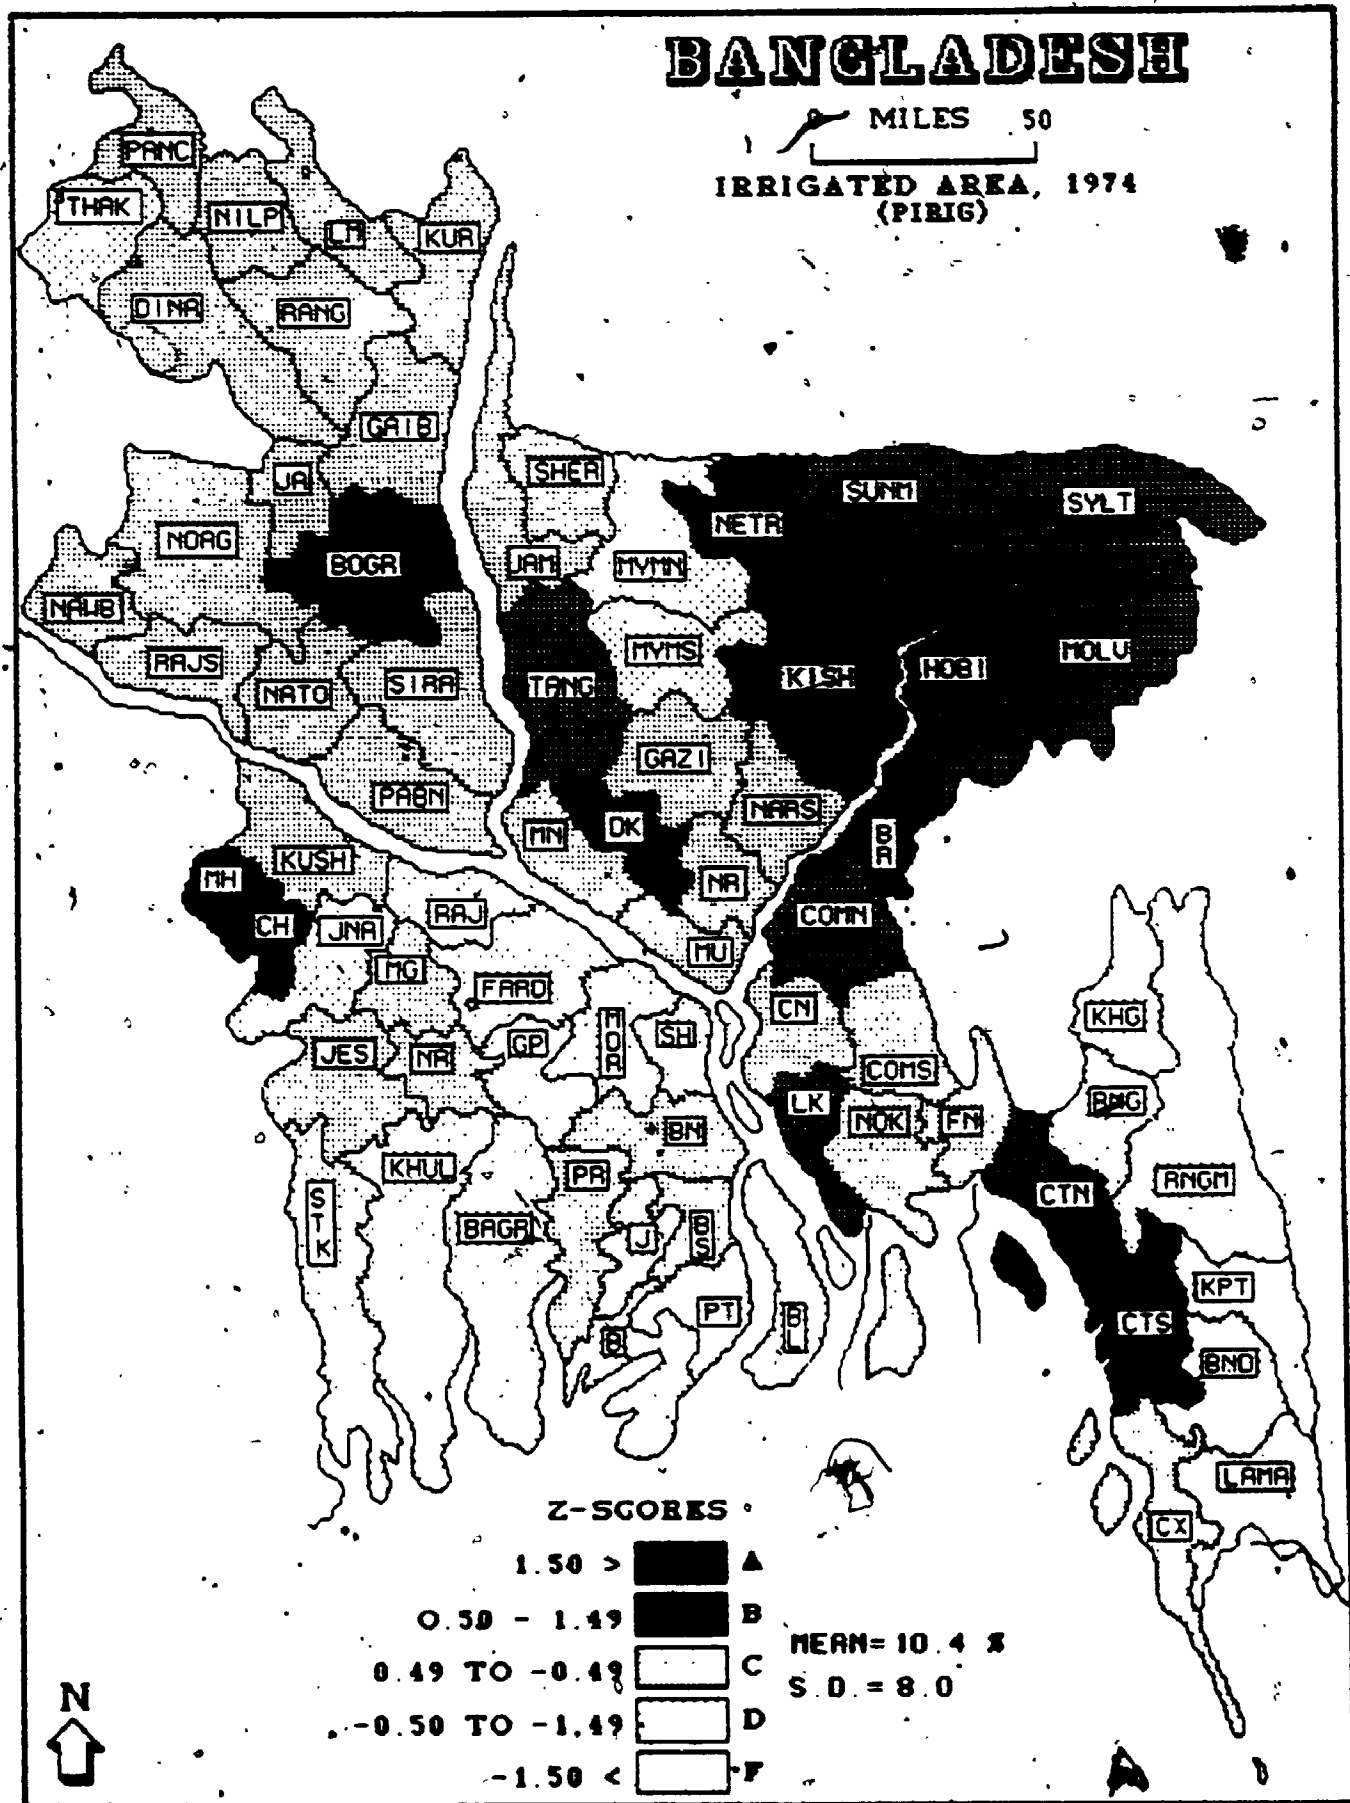 BANGLADESH
0 MILES 50
IRRIGATED AREA, 1974
(PIRIG)
PANC
THAK
NILP
LM
KUR
DINA
RANG
GAIB
JA
SHER
SUNM
SYLT
NETR
NORG
BOGR
JAM
MYMN
NAWB
RAJS
NATO
SIRA
TANG
MYMS
KISH
HOBI
MOLV
GAZI
PABN
MN
DK
NARS
BR
KUSH
MH
CH
JNA
RAJ
NR
COMN
MU
MG
FARD
CN
KHG
JES
NR
GP
MDR
SH
COMS
LK
NOK
FN
RMG
BN
KHUL
PR
STK
BAGR
J
BS
CTN
RNGM
KPT
PT
BL
B
CTS
BND
LAMA
CX
Z-SCORES
1.50 > A
0.50 - 1.49 B
0.49 TO -0.49 C
-0.50 TO -1.49 D
-1.50 < F
MEAN= 10.4 %
S.D.= 8.0
N